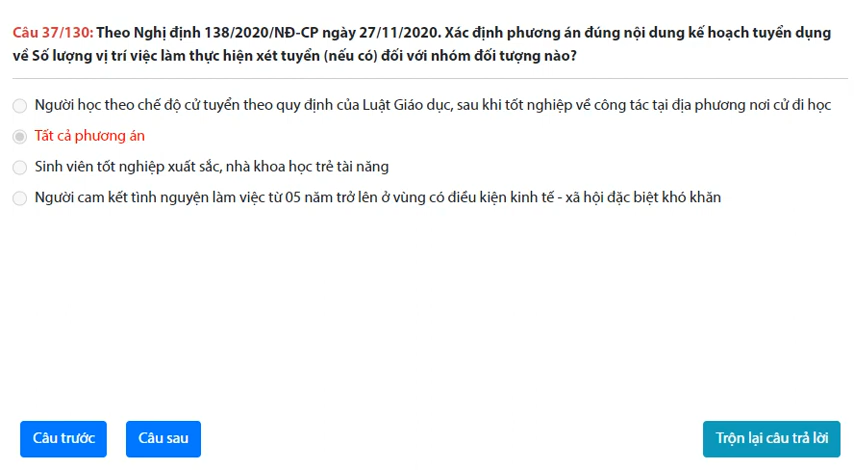 Câu 37/130: Theo Nghị định 138/2020/NĐ-CP ngày 27/11/2020. Xác định phương án đúng nội dung kế hoạch tuyển dụng
về Số lượng vị trí việc làm thực hiện xét tuyển (nếu có) đối với nhóm đối tượng nào?
Người học theo chế độ cử tuyển theo quy định của Luật Giáo dục, sau khi tốt nghiệp về công tác tại địa phương nơi cử đi học
Tất cả phương án
Sinh viên tốt nghiệp xuất sắc, nhà khoa học trẻ tài năng
Người cam kết tình nguyện làm việc từ 05 năm trở lên ở vùng có điều kiện kinh tế - xã hội đặc biệt khó khăn
Câu trước
Câu sau
Trộn lại câu trả lời